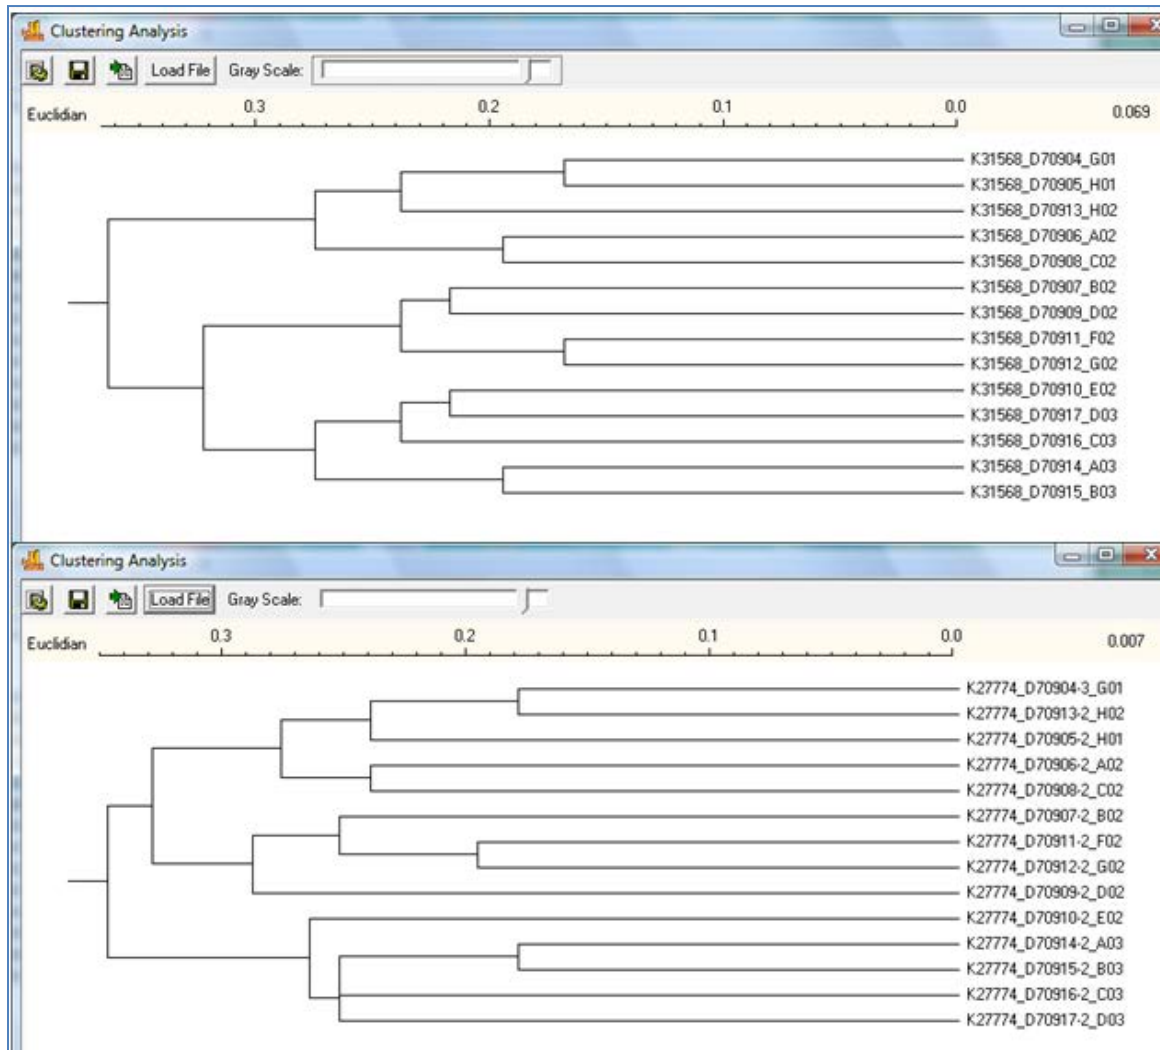 Clustering Analysis
Load File Gray Scale:
Euclidian 0.3 0.2 0.1 0.0 0.069
K31568_D70904_G01
K31568_D70905_H01
K31568_D70913_H02
K31568_D70906_A02
K31568_D70908_C02
K31568_D70907_B02
K31568_D70909_D02
K31568_D70911_F02
K31568_D70912_G02
K31568_D70910_E02
K31568_D70917_D03
K31568_D70916_C03
K31568_D70914_A03
K31568_D70915_B03
Clustering Analysis
Load File Gray Scale:
Euclidian 0.3 0.2 0.1 0.0 0.007
K27774_D70904-3_G01
K27774_D70913-2_H02
K27774_D70905-2_H01
K27774_D70906-2_A02
K27774_D70908-2_C02
K27774_D70907-2_B02
K27774_D70911-2_F02
K27774_D70912-2_G02
K27774_D70909-2_D02
K27774_D70910-2_E02
K27774_D70914-2_A03
K27774_D70915-2_B03
K27774_D70916-2_C03
K27774_D70917-2_D03